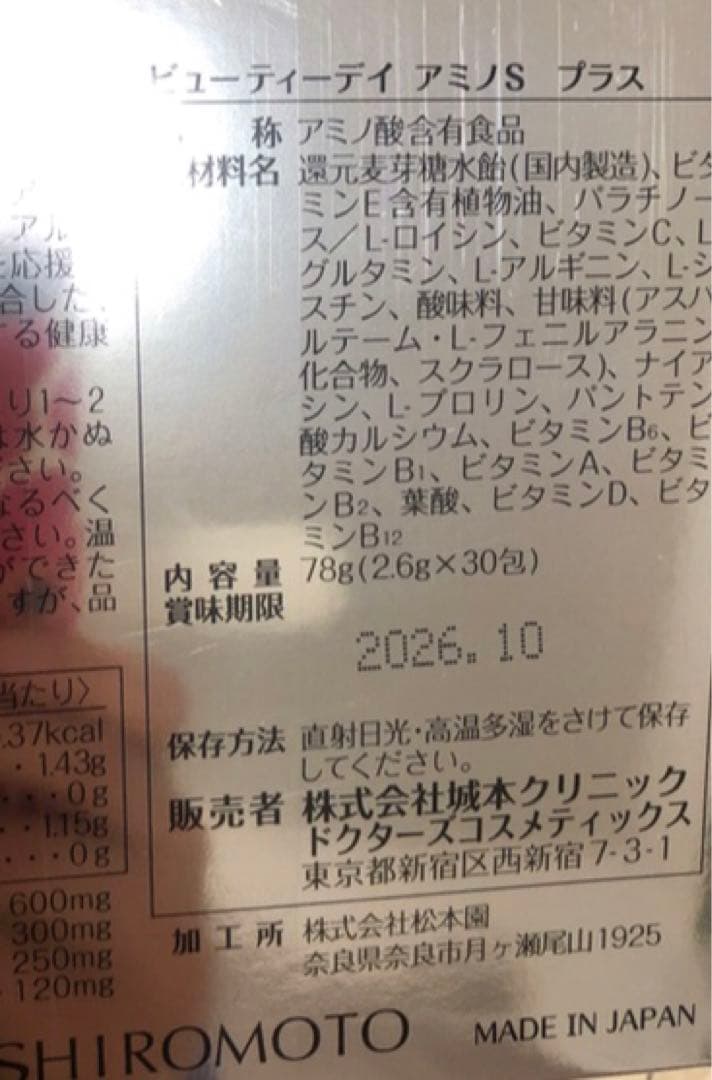 ビューティーデイ アミノS プラス
称 アミノ酸含有食品
材料名 還元麦芽糖水飴(国内製造)、ビタ
ミンE含有植物油、パラチノー
ス/L-ロイシン、ビタミンC、L
グルタミン、L-アルギニン、L-シ
スチン、酸味料、甘味料(アスパ
ルテーム・L-フェニルアラニン
化合物、スクラロース)、ナイア
シン、L-プロリン、パントテン
酸カルシウム、ビタミンB6、ビ
タミンB1、ビタミンA、ビタミ
ンB2、葉酸、ビタミンD、ビタ
ミンB12
内容量 78g(2.6g×30包)
賞味期限
2026.10
保存方法 直射日光・高温多湿をさけて保存
してください。
販売者 株式会社城本クリニック
ドクターズコスメティックス
東京都新宿区西新宿7-3-1
加工所 株式会社松本園
奈良県奈良市月ヶ瀬尾山1925
アル
応援
合した、
る健康
り1〜2
水かぬ
さい。
なるべく
さい。温
ができた
すが、品
当たり〉
.37kcal
・・1.43g
・・・0g
・・1.15g
・・・0g
600mg
300mg
250mg
120mg
SHIROMOTO
MADE IN JAPAN